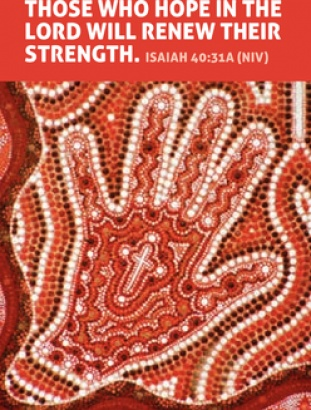 THOSE WHO HOPE IN THE
LORD WILL RENEW THEIR
STRENGTH. ISAIAH 40:31A (NIV)